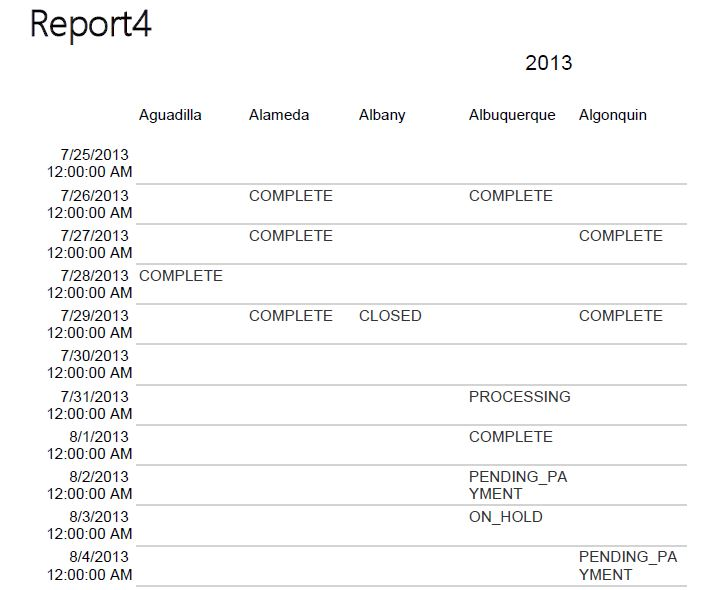 Report4
2013
Aguadilla Alameda Albany Albuquerque Algonquin
7/25/2013
12:00:00 AM
7/26/2013 COMPLETE COMPLETE
12:00:00 AM
7/27/2013 COMPLETE COMPLETE
12:00:00 AM
7/28/2013 COMPLETE
12:00:00 AM
7/29/2013 COMPLETE CLOSED COMPLETE
12:00:00 AM
7/30/2013
12:00:00 AM
7/31/2013 PROCESSING
12:00:00 AM
8/1/2013 COMPLETE
12:00:00 AM
8/2/2013 PENDING_PA
12:00:00 AM YMENT
8/3/2013 ON_HOLD
12:00:00 AM
8/4/2013 PENDING_PA
12:00:00 AM YMENT